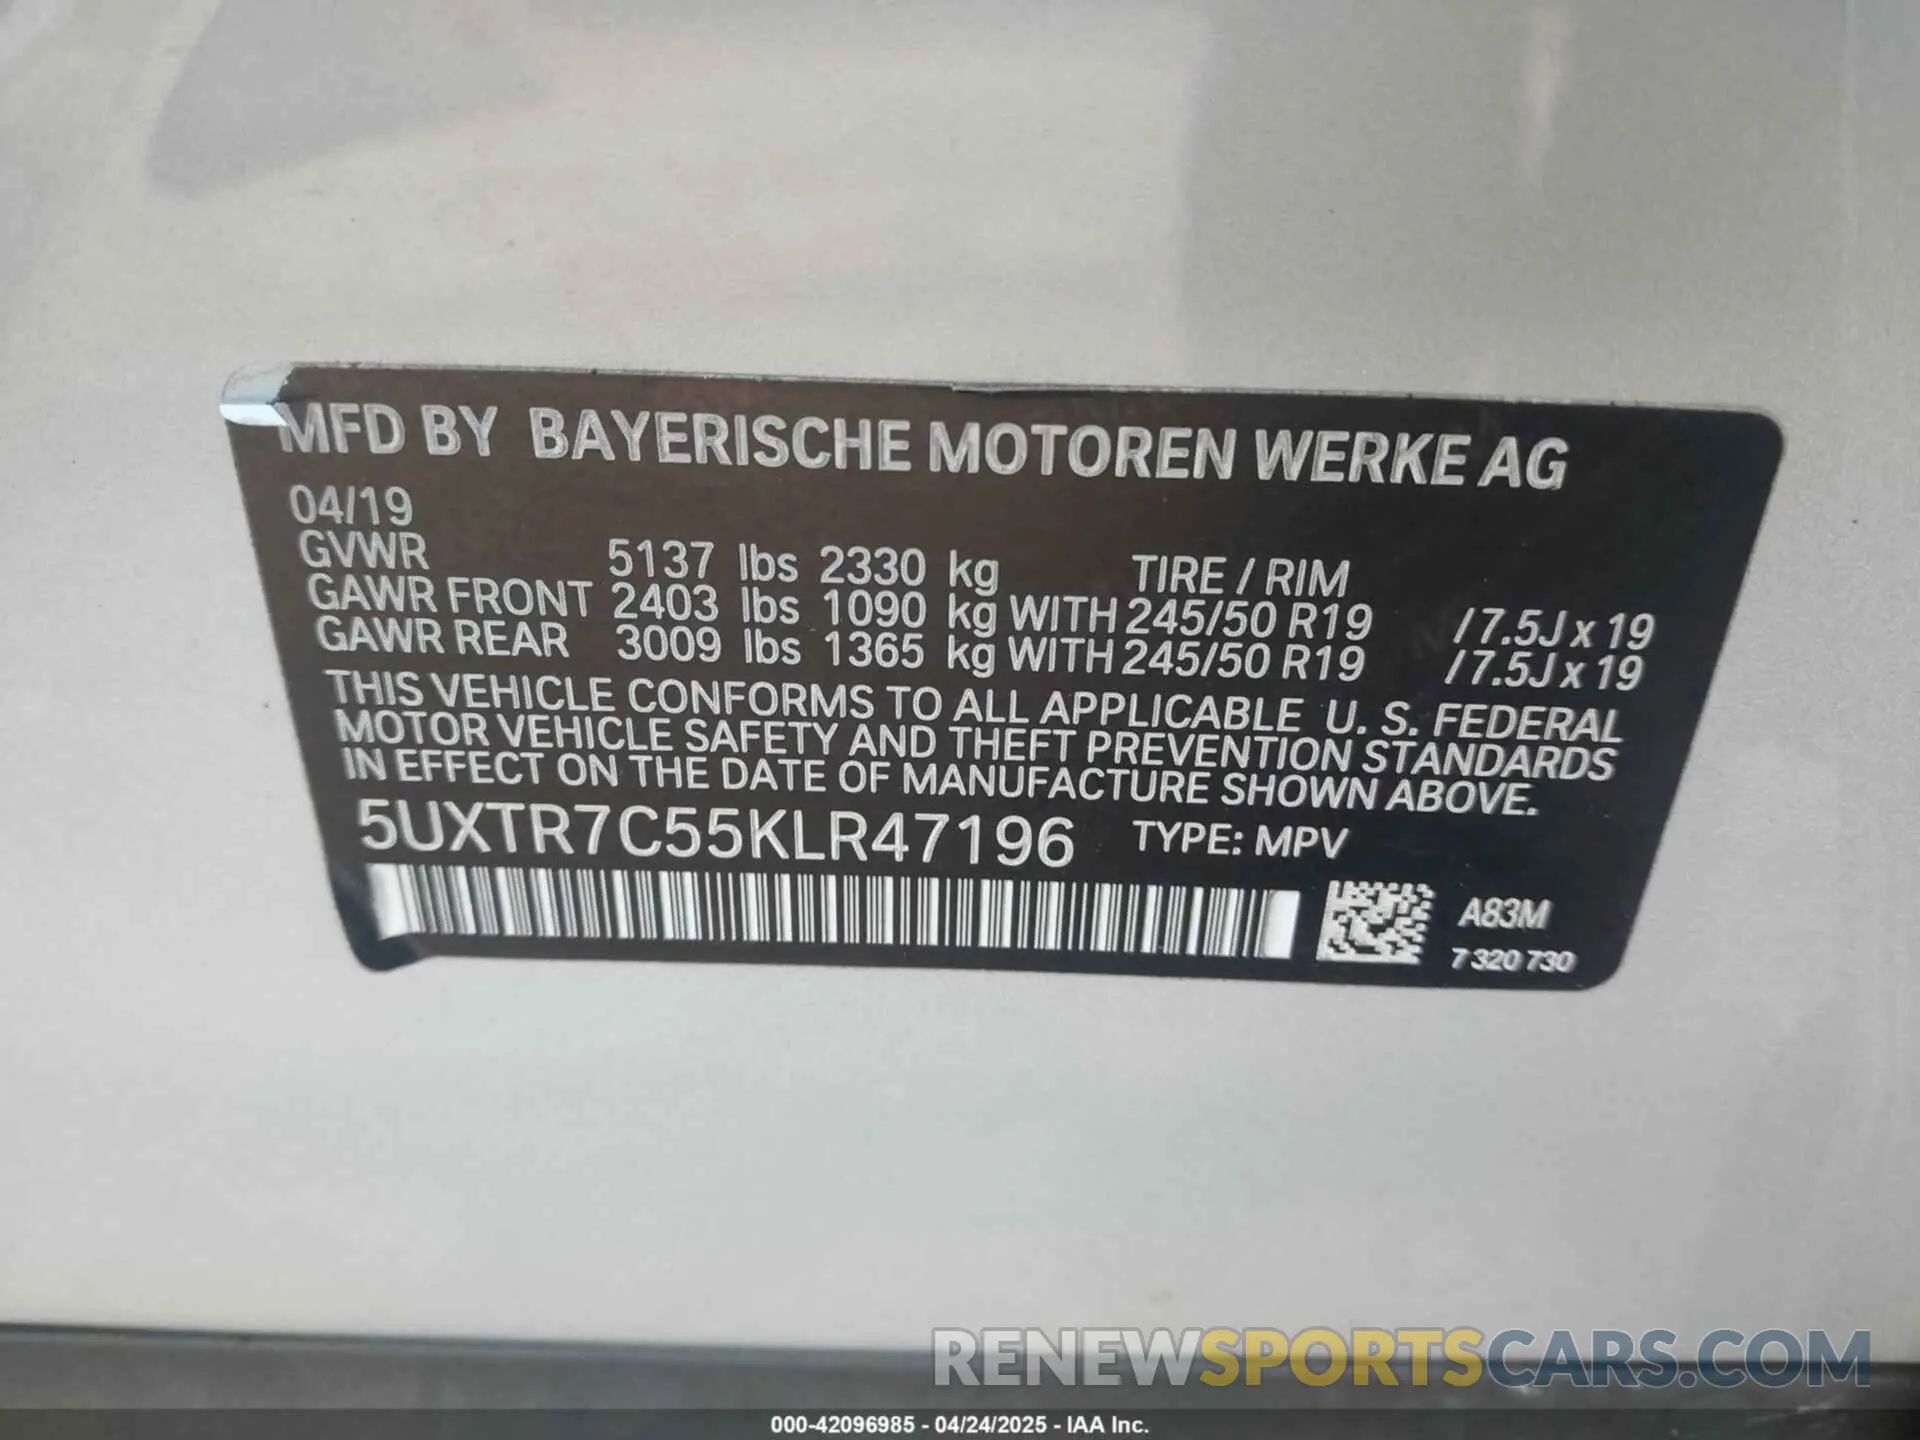 MFD BY BAYERISCHE MOTOREN WERKE AG
04/19
GVWR 5137 lbs 2330 kg TIRE / RIM
GAWR FRONT 2403 lbs 1090 kg WITH 245/50 R19 / 7.5J x 19
GAWR REAR 3009 lbs 1365 kg WITH 245/50 R19 / 7.5J x 19
THIS VEHICLE CONFORMS TO ALL APPLICABLE U. S. FEDERAL
MOTOR VEHICLE SAFETY AND THEFT PREVENTION STANDARDS
IN EFFECT ON THE DATE OF MANUFACTURE SHOWN ABOVE.
5UXTR7C55KLR47196 TYPE: MPV
A83M
7 320 730
RENEWSPORTSCARS.COM
000-42096985 - 04/24/2025 - IAA Inc.